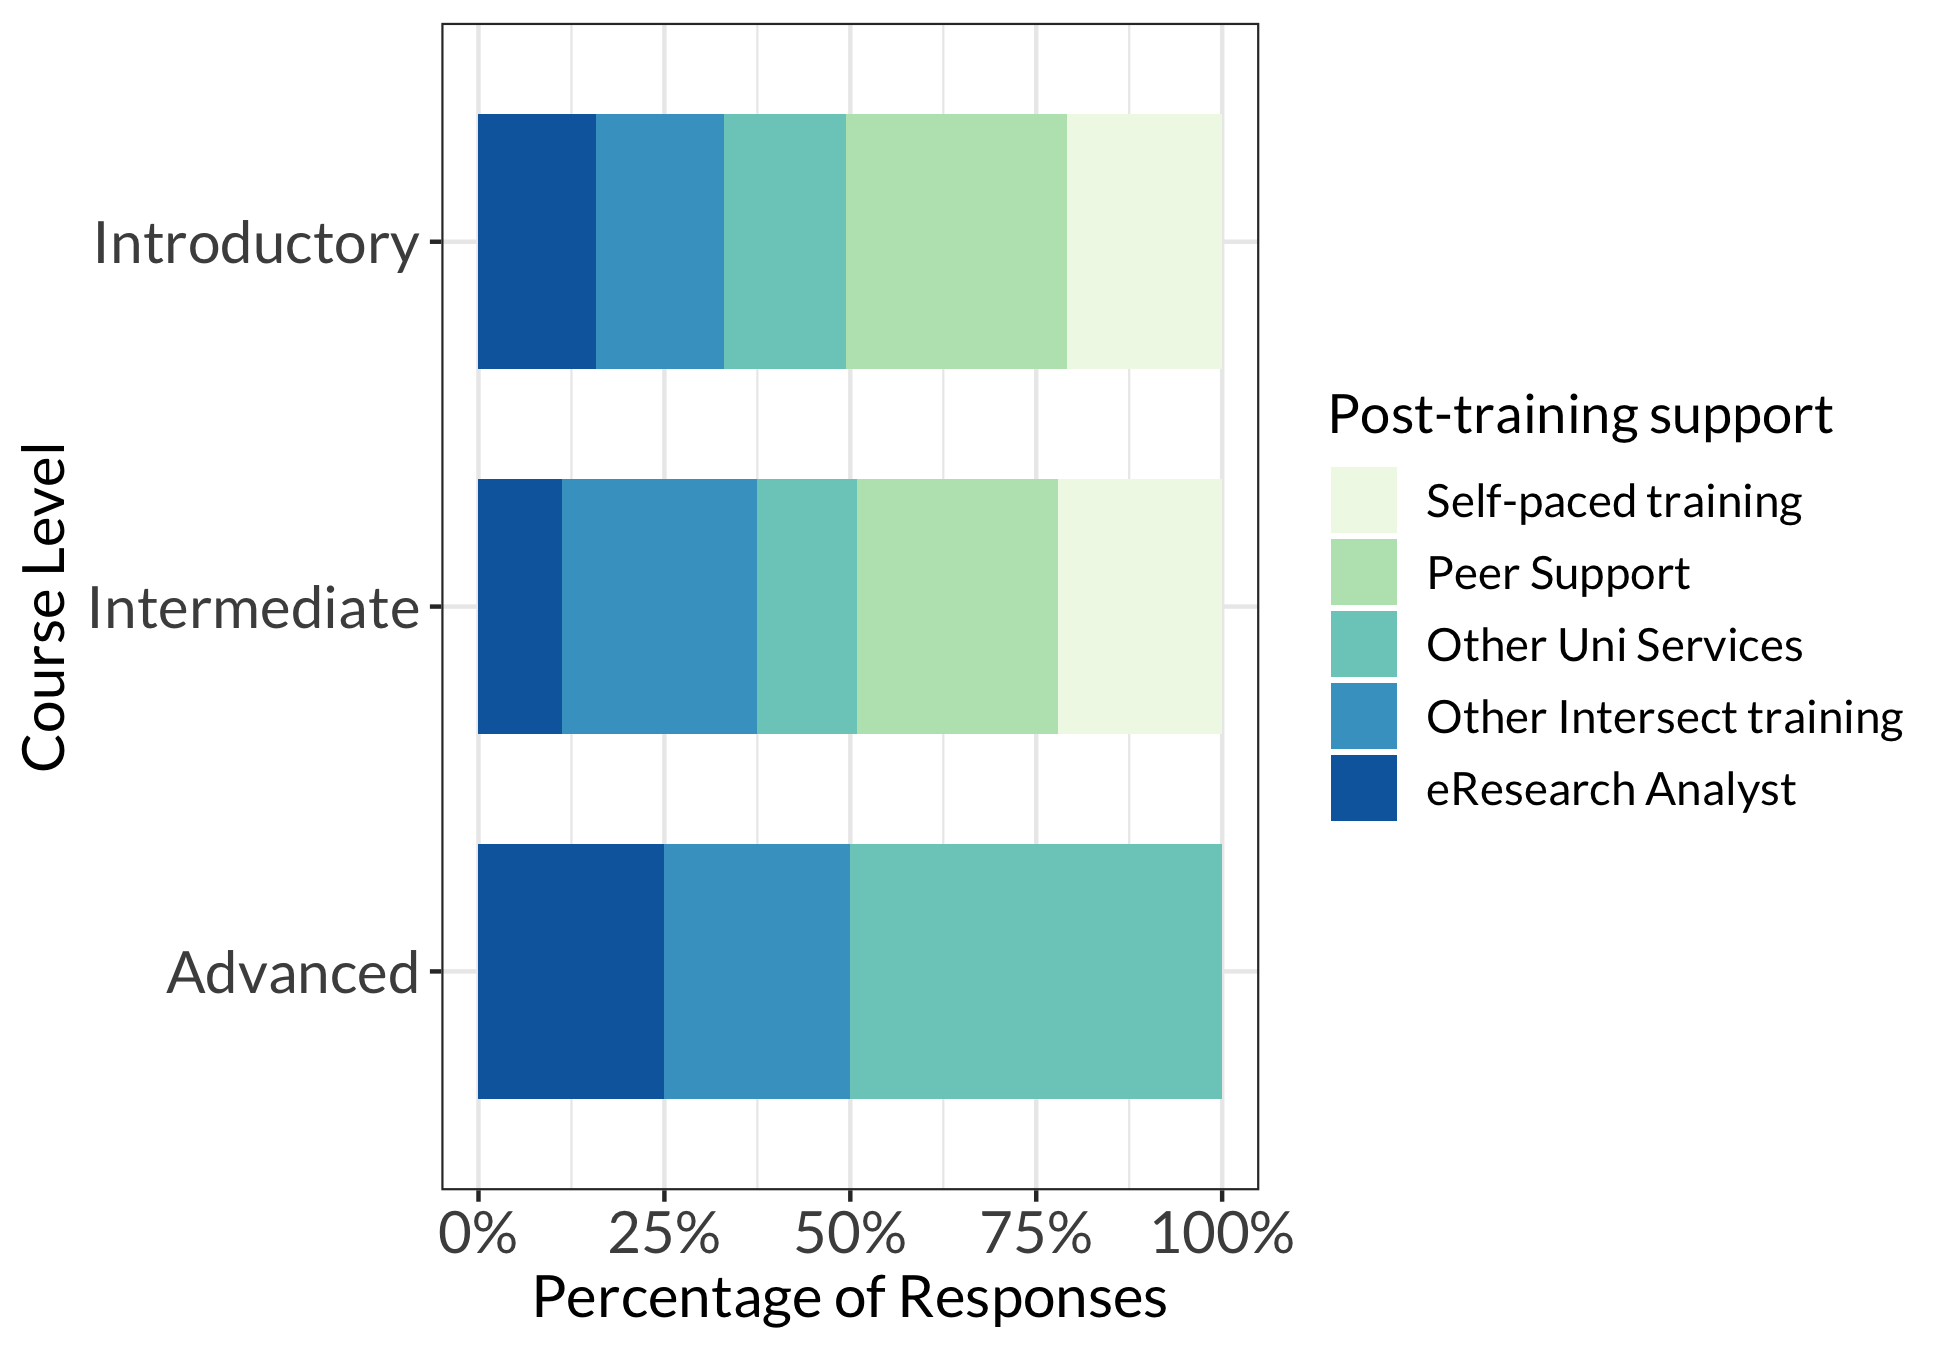 Course Level
Introductory
Intermediate
Advanced
0% 25% 50% 75% 100%
Percentage of Responses
Post-training support
Self-paced training
Peer Support
Other Uni Services
Other Intersect training
eResearch Analyst